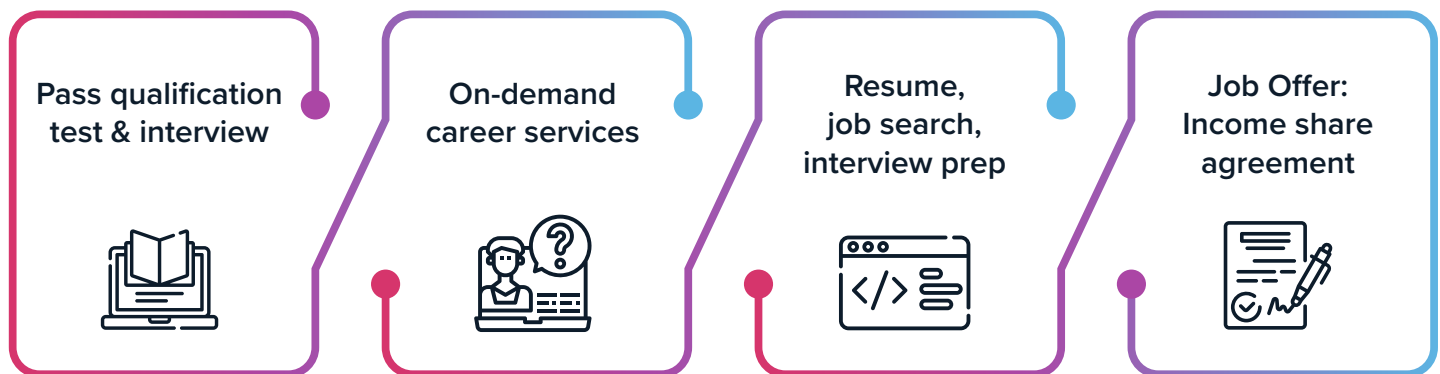 Pass qualification
test & interview
On-demand
career services
Resume,
job search,
interview prep
Job Offer:
Income share
agreement